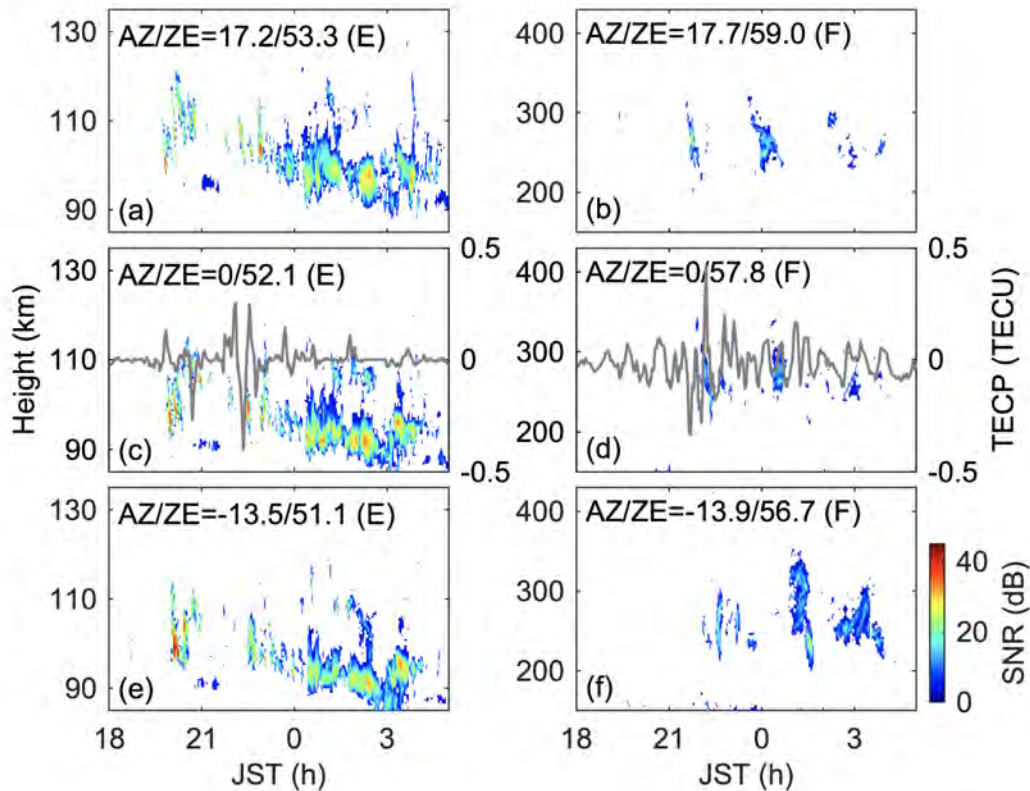 130
AZ/ZE=17.2/53.3 (E)
110
90
(a)
400
AZ/ZE=17.7/59.0 (F)
300
200
(b)
Height (km)
130
AZ/ZE=0/52.1 (E)
110
90
(c)
0.5
0
-0.5
400
AZ/ZE=0/57.8 (F)
300
200
(d)
0.5
0
-0.5
TECP (TECU)
130
AZ/ZE=-13.5/51.1 (E)
110
90
(e)
18 21 0 3
JST (h)
400
AZ/ZE=-13.9/56.7 (F)
300
200
(f)
18 21 0 3
JST (h)
40
20
0
SNR (dB)